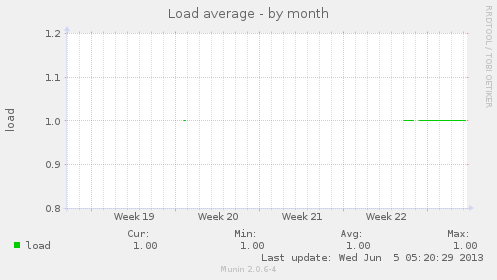 Load average - by month
RRDTOOL / TOBI OETIKER
load
1.2
1.1
1.0
0.9
0.8
Week 19 Week 20 Week 21 Week 22
Cur: Min: Avg: Max:
load 1.00 1.00 1.00 1.00
Last update: Wed Jun 5 05:20:29 2013
Munin 2.0.6-4